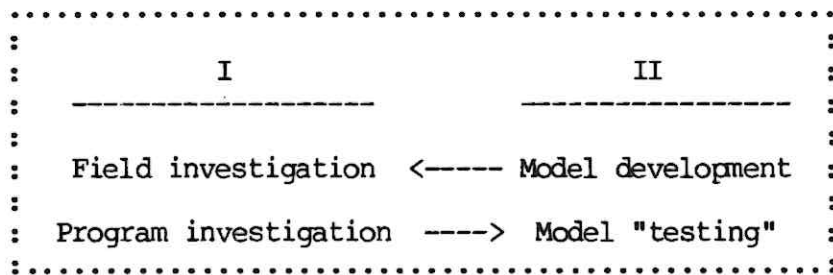 I II
Field investigation <----- Model development
Program investigation ----> Model "testing"